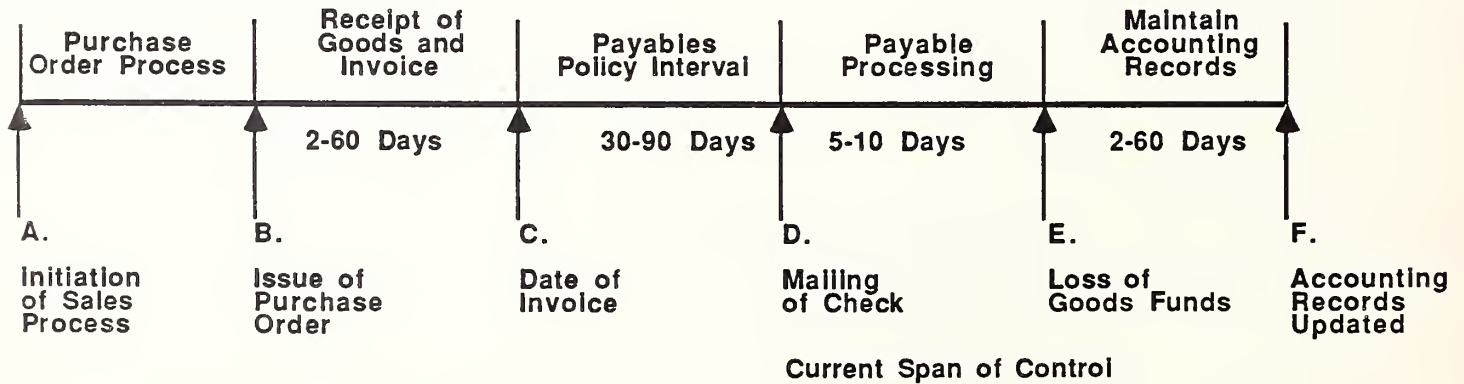 Purchase
Order Process
Receipt of
Goods and
Invoice
Payables
Policy Interval
Payable
Processing
Maintain
Accounting
Records
2-60 Days
30-90 Days
5-10 Days
2-60 Days
A.
Initiation
of Sales
Process
B.
Issue of
Purchase
Order
C.
Date of
Invoice
D.
Mailing
of Check
E.
Loss of
Goods Funds
F.
Accounting
Records
Updated
Current Span of Control